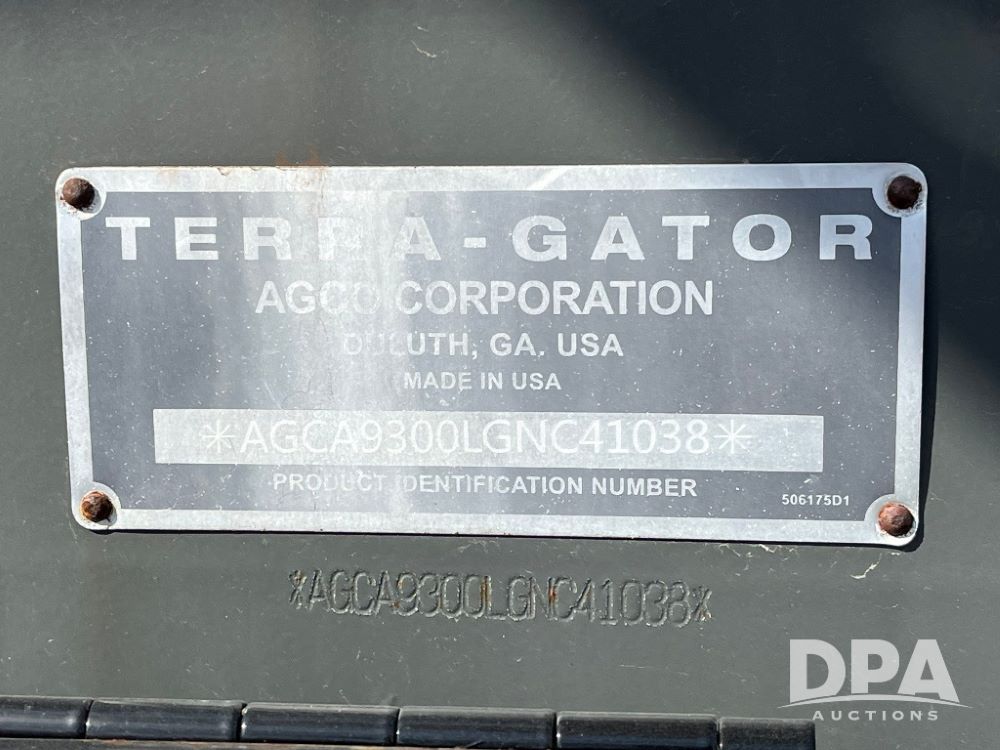 TERRA-GATOR
AGCO CORPORATION
DULUTH, GA. USA
MADE IN USA
*AGCA9300LGNC41038*
PRODUCT IDENTIFICATION NUMBER
506175D1
*AGCA9300LGNC41038*
DPA
AUCTIONS